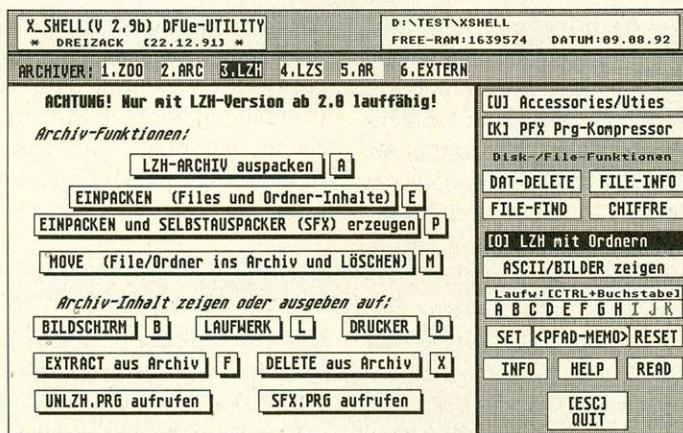 X_SHELL(V 2.9b) DFUe-UTILITY
* DREIZACK (22.12.91) *
D:\TEST\XSHELL
FREE-RAM:1639574 DATUM:09.08.92
ARCHIVER: 1.ZOO 2.ARC 3.LZH 4.LZS 5.AR 6.EXTERN
ACHTUNG! Nur mit LZH-Version ab 2.0 lauffähig!
Archiv-Funktionen:
LZH-ARCHIV auspacken A
EINPACKEN (Files und Ordner-Inhalte) E
EINPACKEN und SELBSTAUSPACKER (SFX) erzeugen P
MOVE (File/Ordner ins Archiv und LÖSCHEN) M
Archiv-Inhalt zeigen oder ausgeben auf:
BILDSCHIRM B LAUFWERK L DRUCKER D
EXTRACT aus Archiv F DELETE aus Archiv X
UNLZH.PRG aufrufen SFX.PRG aufrufen
[U] Accessories/Uties
[K] PFX Prg-Kompressor
Disk-/File-Funktionen
DAT-DELETE FILE-INFO
FILE-FIND CHIFFRE
[O] LZH mit Ordnern
ASCII/BILDER zeigen
Laufw:[CTRL+Buchstabe]
A B C D E F G H I J K
SET <PFAD-MEMO> RESET
INFO HELP READ
[ESC]
QUIT